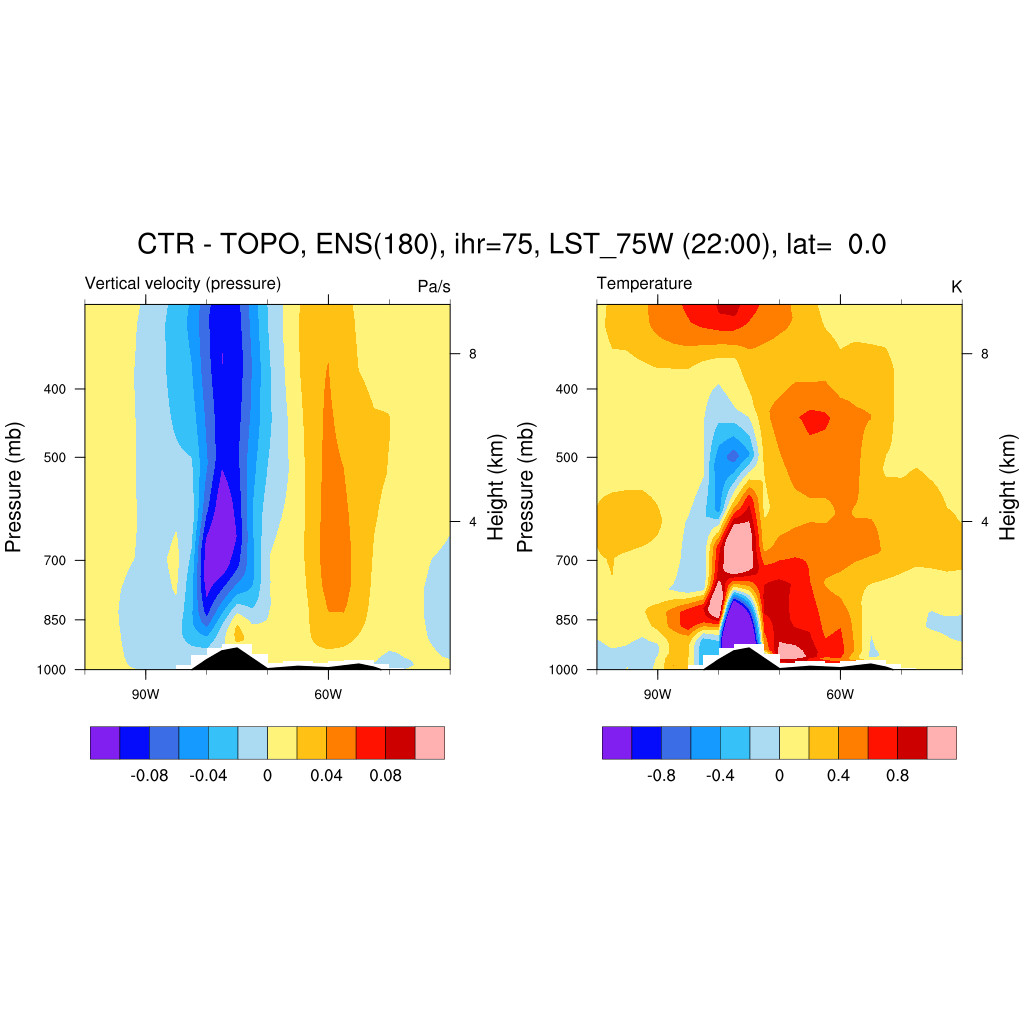 CTR - TOPO, ENS(180), ihr=75, LST_75W (22:00), lat=  0.0
Vertical velocity (pressure)
Pa/s
Pressure (mb)
400
500
700
850
1000
90W
60W
8
4
Height (km)
-0.08
-0.04
0
0.04
0.08
Temperature
K
Pressure (mb)
400
500
700
850
1000
90W
60W
8
4
Height (km)
-0.8
-0.4
0
0.4
0.8